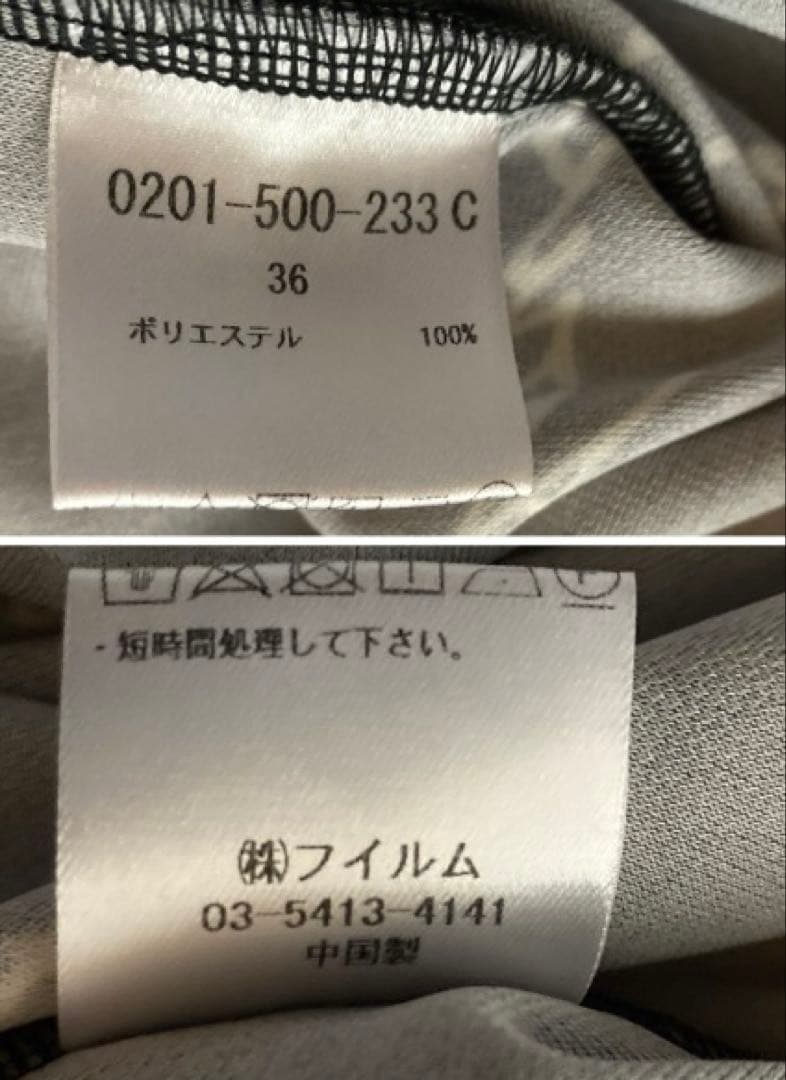 0201-500-233 C
36
ポリエステル 100%
・短時間処理して下さい。
㈱フイルム
03-5413-4141
中国製